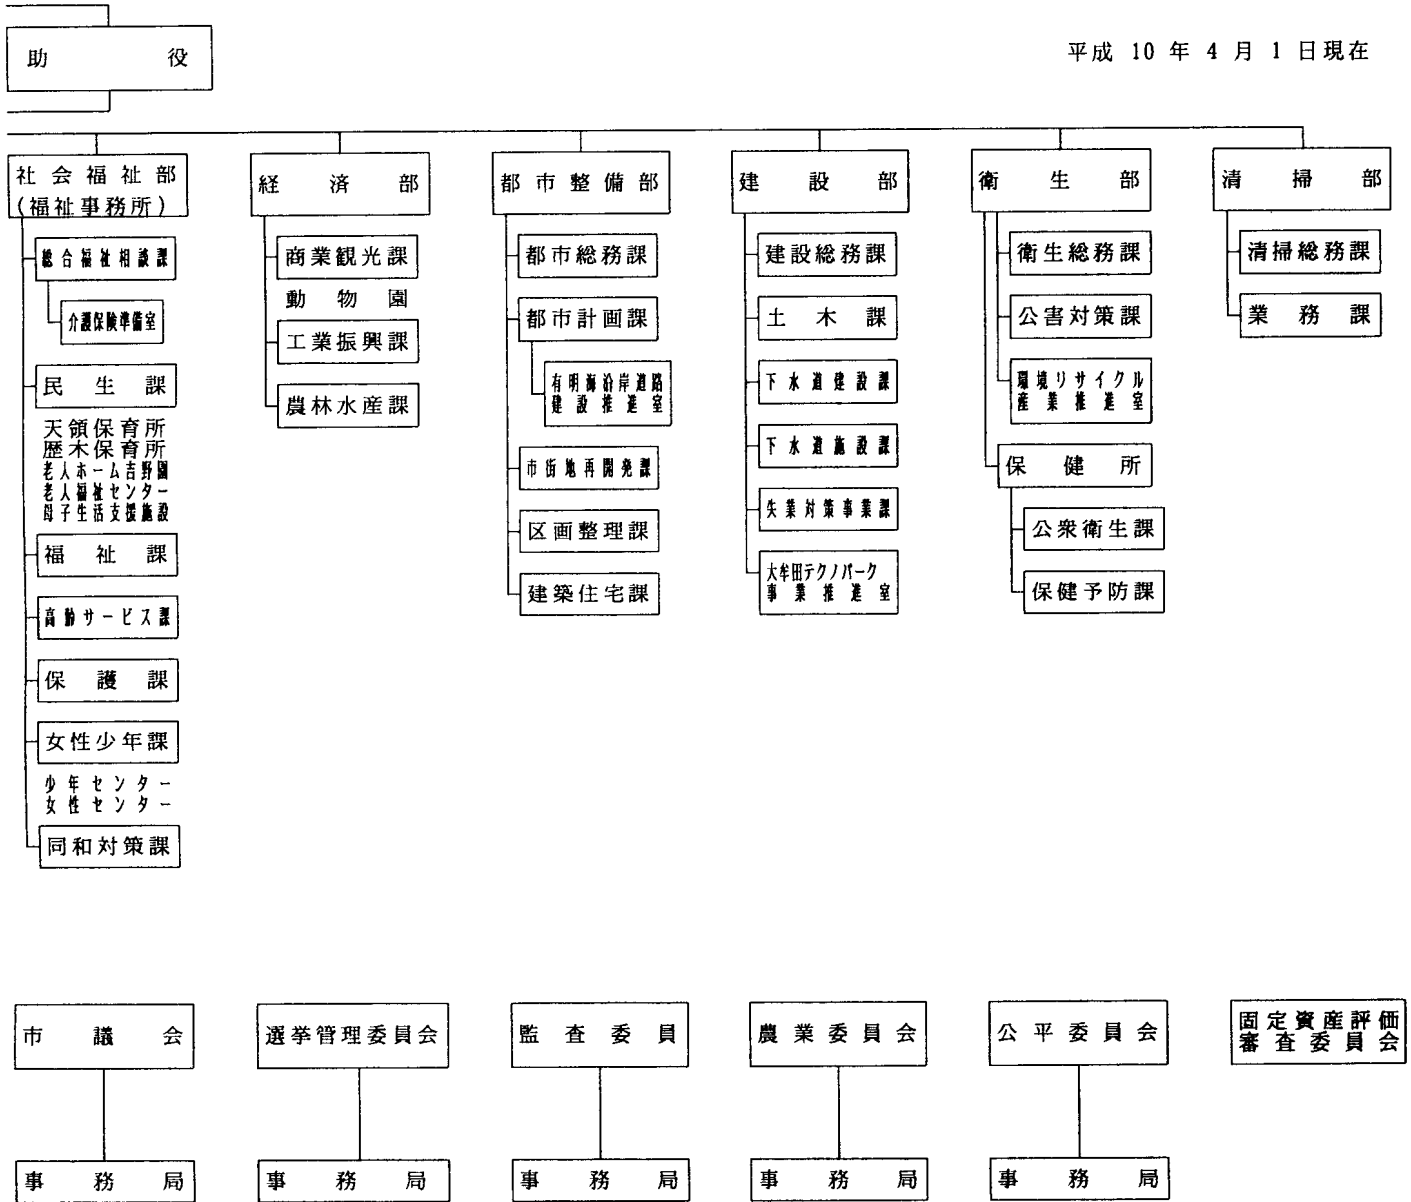 助役
平成 10 年 4 月 1 日現在
社会福祉部
(福祉事務所)
総合福祉相談課
介護保険準備室
民生課
天領保育所
歴木保育所
老人ホーム吉野園
老人福祉センター
母子生活支援施設
福祉課
高齢サービス課
保護課
女性少年課
少年センター
女性センター
同和対策課
経済部
商業観光課
動物園
工業振興課
農林水産課
都市整備部
都市総務課
都市計画課
有明海沿岸道路
建設推進室
市街地再開発課
区画整理課
建築住宅課
建設部
建設総務課
土木課
下水道建設課
下水道施設課
失業対策事業課
大牟田テクノパーク
事業推進室
衛生部
衛生総務課
公害対策課
環境リサイクル
産業推進室
保健所
公衆衛生課
保健予防課
清掃部
清掃総務課
業務課
市議会
事務局
選挙管理委員会
事務局
監査委員
事務局
農業委員会
事務局
公平委員会
事務局
固定資産評価
審査委員会